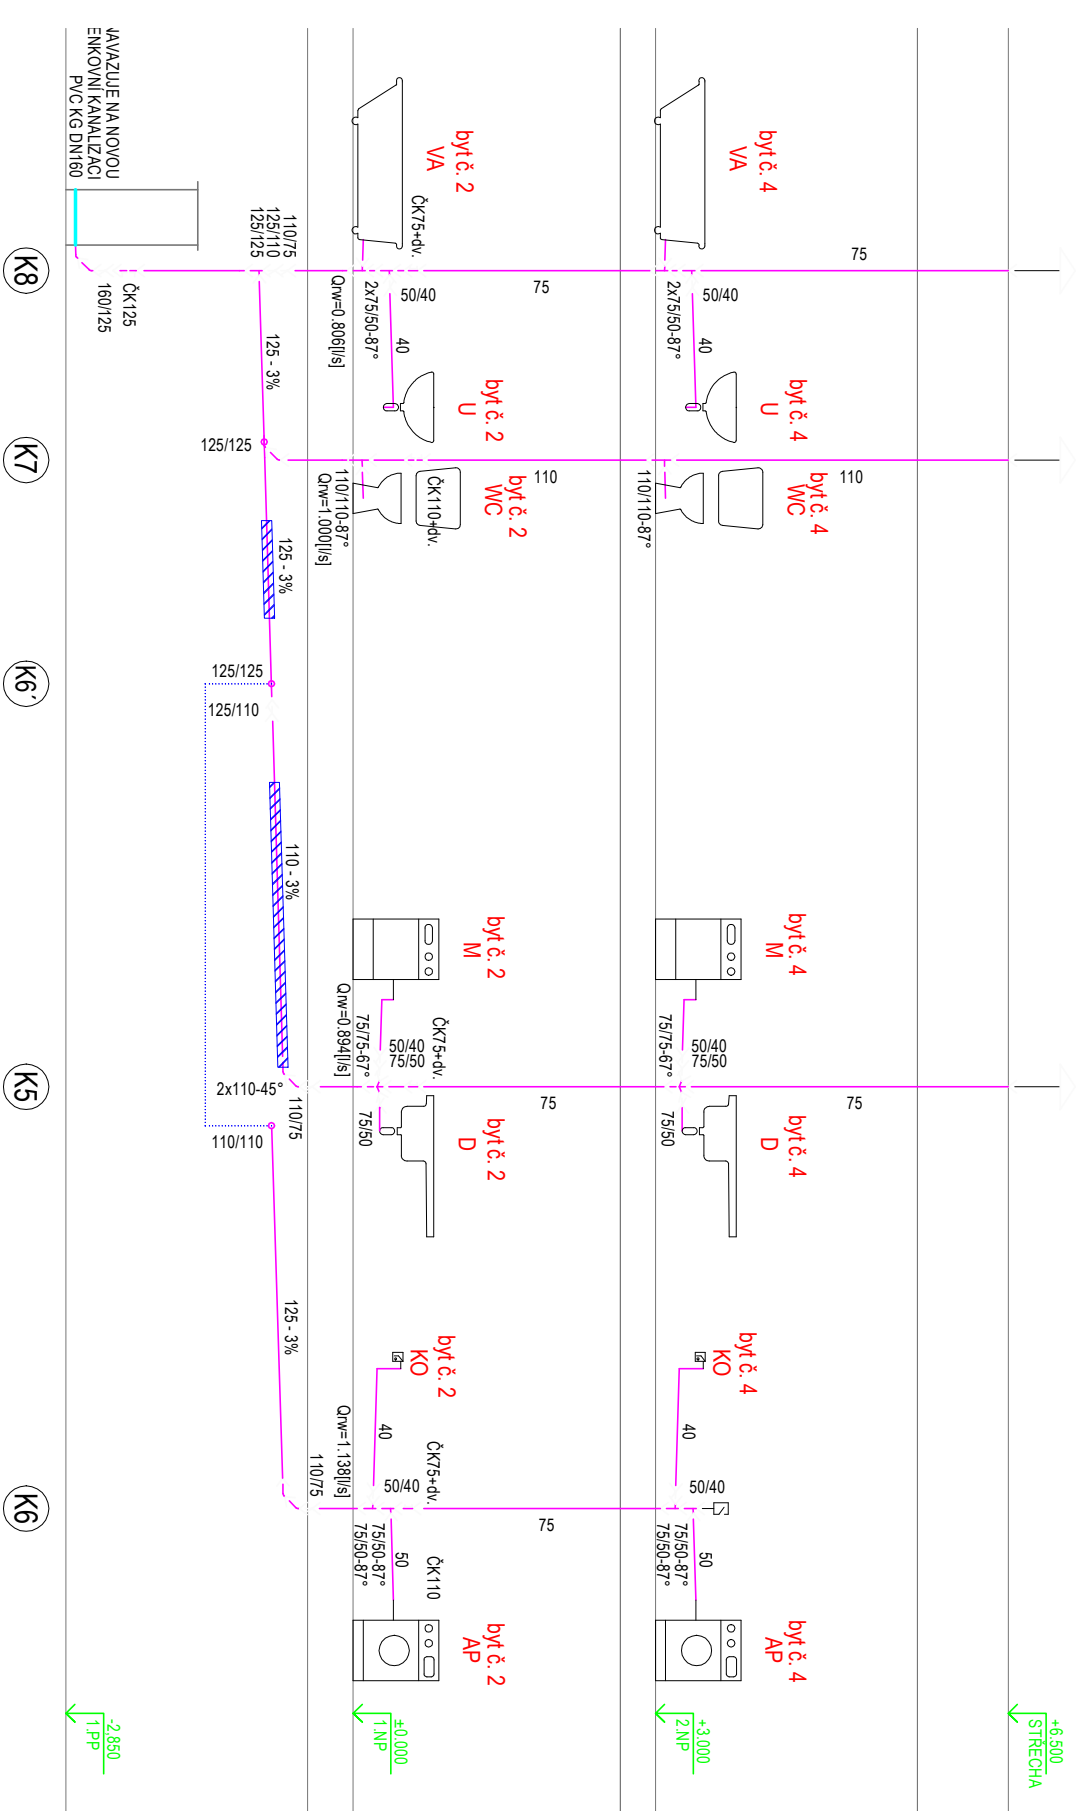 +6.500
STŘECHA
+3.000
2.NP
±0.000
1.NP
-2,850
1.PP
byt č. 4
VA
byt č. 4
U
byt č. 4
WC
byt č. 4
M
byt č. 4
D
byt č. 4
KO
byt č. 4
AP
75
50/40
2x75/50-87°
40
110
110/110-87°
50/40
75/50
75/75-67°
75
75/50
40
50/40
75/50-87°
75/50-87°
50
byt č. 2
VA
byt č. 2
U
byt č. 2
WC
byt č. 2
M
byt č. 2
D
byt č. 2
KO
byt č. 2
AP
ČK75+dv.
75
50/40
2x75/50-87°
Qrw=0.806[l/s]
40
110
ČK110+dv.
110/110-87°
Qrw=1.000[l/s]
ČK75+dv.
50/40
75/50
75/75-67°
Qrw=0.894[l/s]
75
75/50
40
ČK75+dv.
50/40
Qrw=1.138[l/s]
75
75/50-87°
75/50-87°
50
ČK110
110/75
125/110
125/125
125 - 3%
125/125
125 - 3%
125/125
125/110
110 - 3%
2x110-45°
110/75
110/110
125 - 3%
110/75
ČK125
160/125
NAVAZUJE NA NOVOU
ENKOVNÍ KANALIZACI
PVC KG DN160
K8
K7
K6´
K5
K6